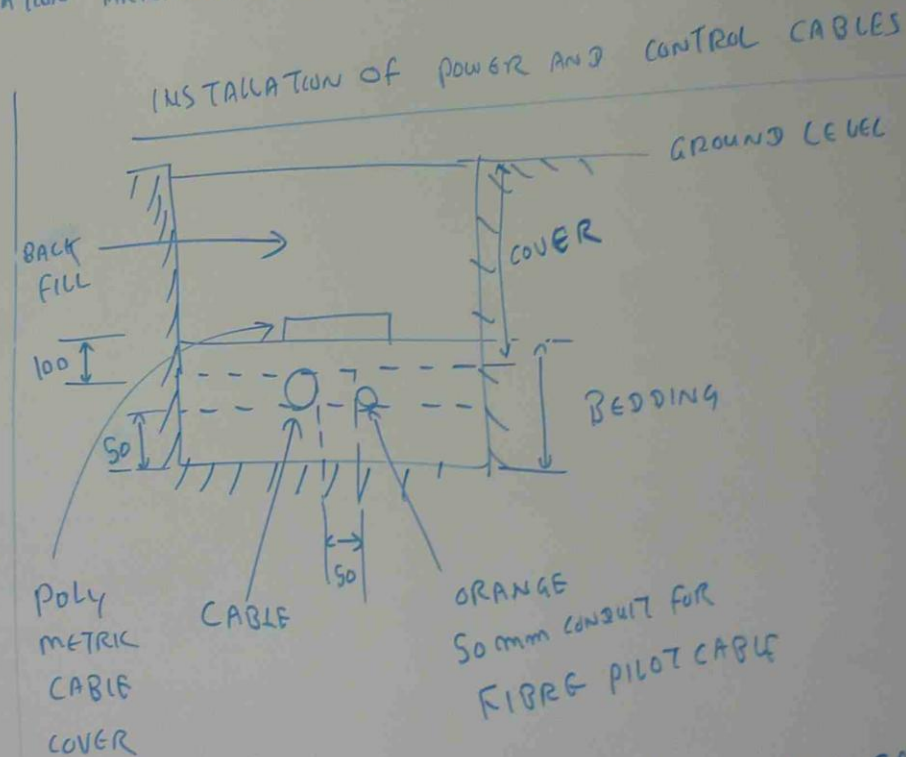 INSTALLATION OF POWER AND CONTROL CABLES
GROUND LEVEL
BACK
FILL
COVER
100
BEDDING
50
50
POLY
METRIC
CABLE
COVER
CABLE
ORANGE
50 mm CONDUIT FOR
FIBRE PILOT CABLE